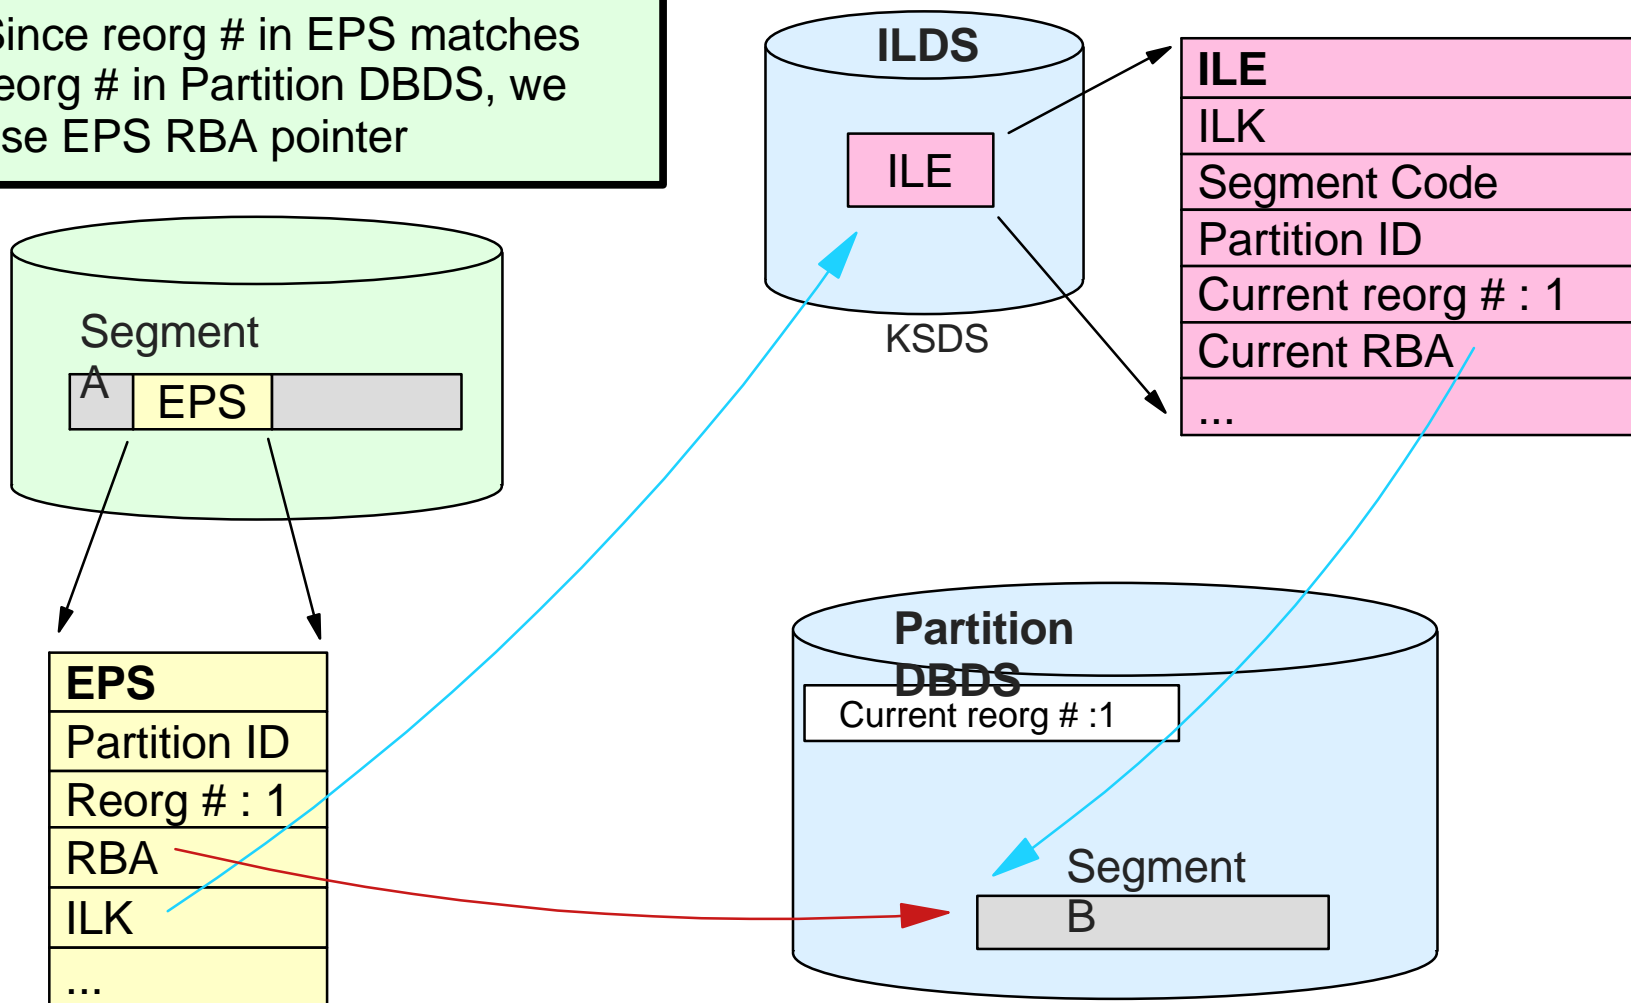 Since reorg # in EPS matches
reorg # in Partition DBDS, we
use EPS RBA pointer
ILDS
ILE
KSDS
ILE
ILK
Segment Code
Partition ID
Current reorg # : 1
Current RBA
...
Segment
A
EPS
EPS
Partition ID
Reorg # : 1
RBA
ILK
...
Partition
DBDS
Current reorg # :1
Segment
B